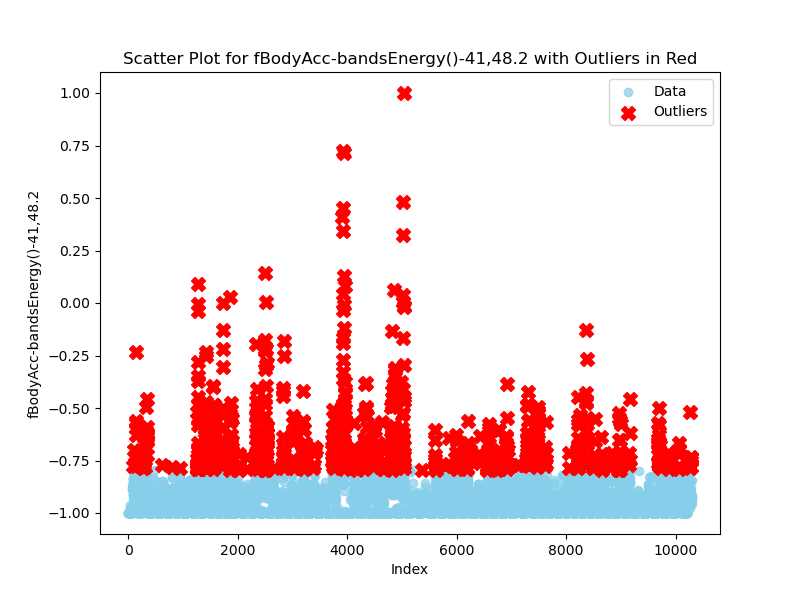 Scatter Plot for fBodyAcc-bandsEnergy()-41,48.2 with Outliers in Red
Data
Outliers
1.00
0.75
0.50
0.25
0.00
−0.25
−0.50
−0.75
−1.00
fBodyAcc-bandsEnergy()-41,48.2
0 2000 4000 6000 8000 10000
Index